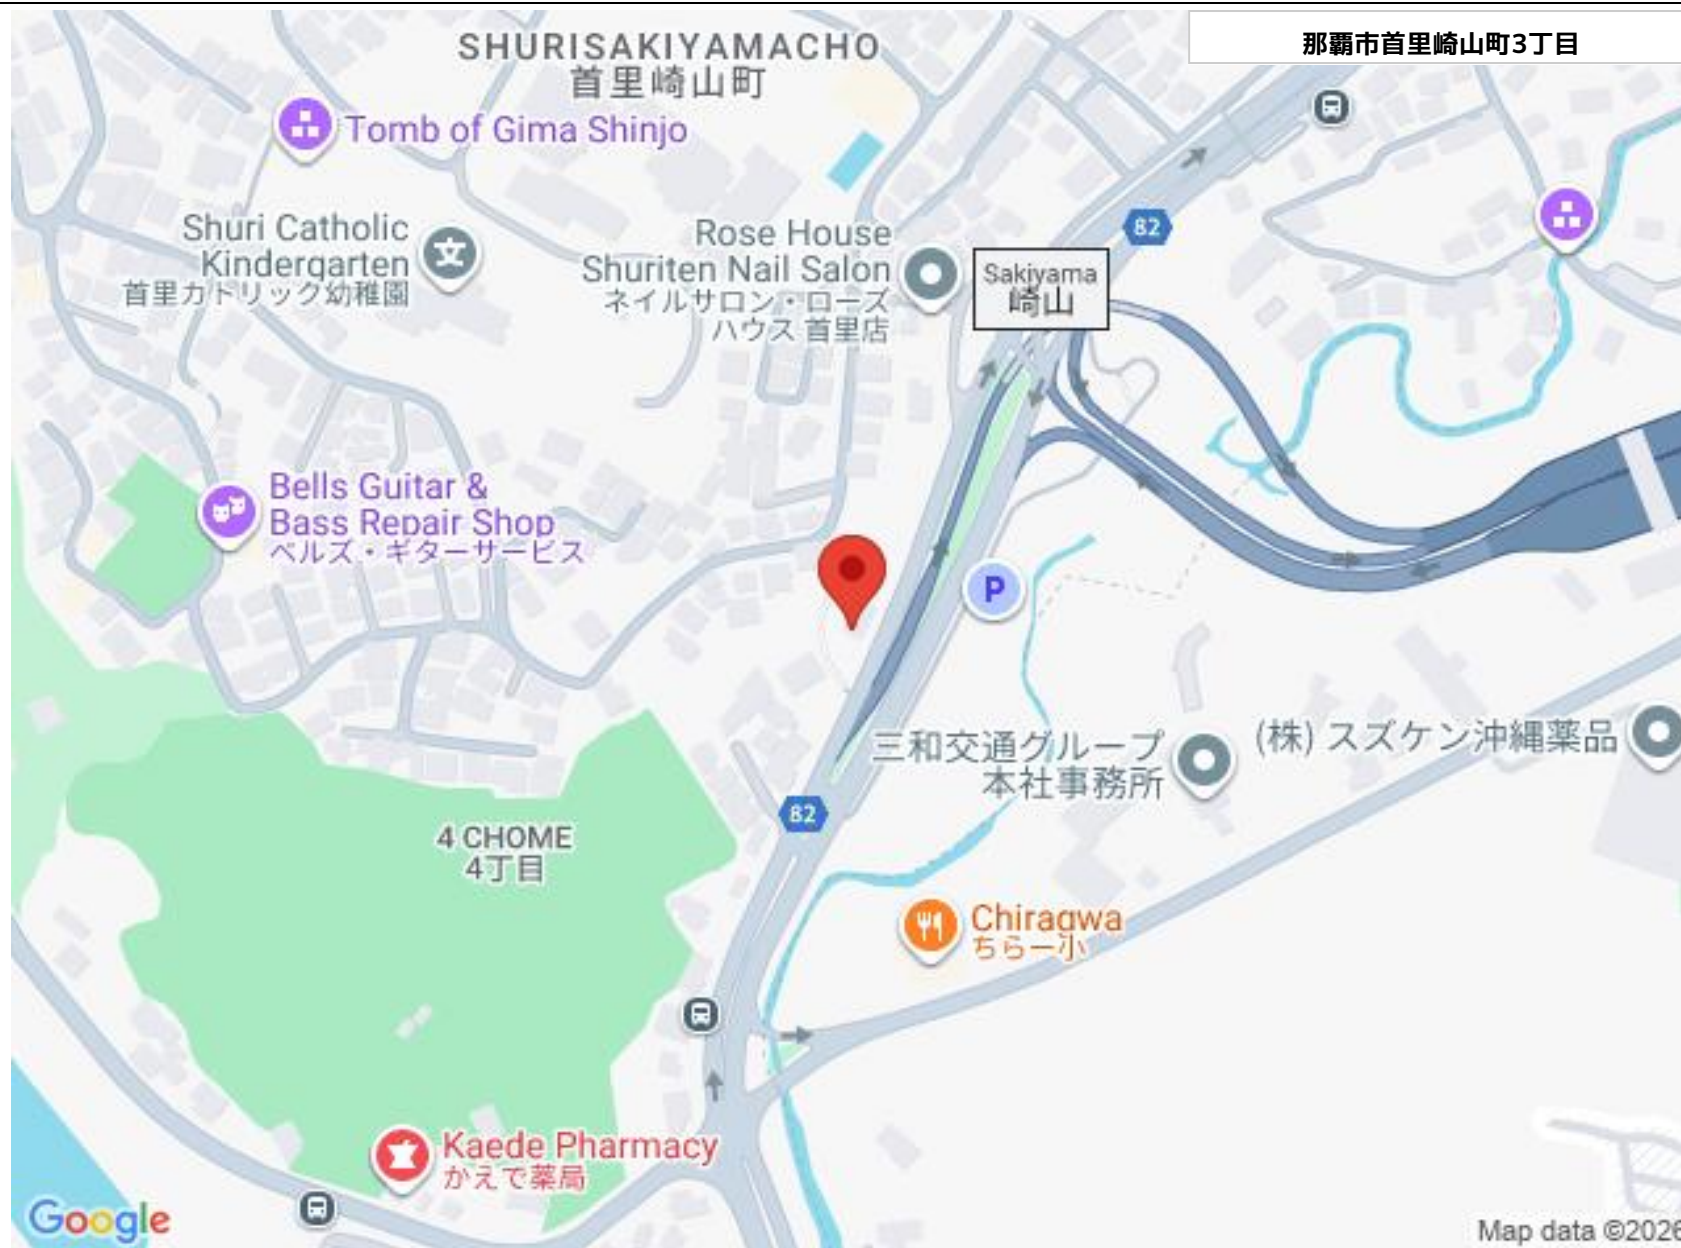 那覇市首里崎山町3丁目
SHURISAKIYAMACHO
首里崎山町
Tomb of Gima Shinjo
82
Shuri Catholic
Kindergarten
首里カトリック幼稚園
Rose House
Shuriten Nail Salon
ネイルサロン・ローズ
ハウス 首里店
Sakiyama
崎山
Bells Guitar &
Bass Repair Shop
ベルズ・ギターサービス
P
三和交通グループ
本社事務所
(株) スズケン沖縄薬品
82
4 CHOME
4丁目
Chiragwa
ちらー小
Kaede Pharmacy
かえで薬局
Google
Map data ©2026